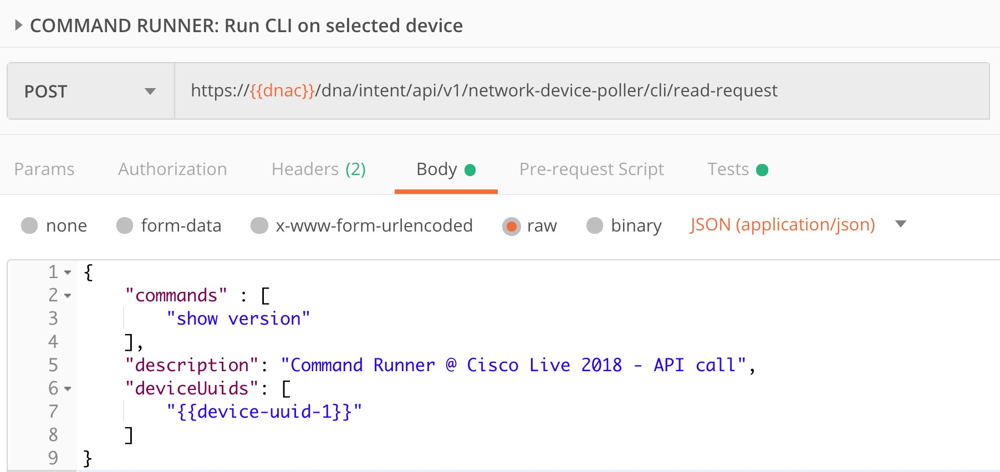 COMMAND RUNNER: Run CLI on selected device
POST https://{{dnac}}/dna/intent/api/v1/network-device-poller/cli/read-request
Params Authorization Headers (2) Body Pre-request Script Tests
none form-data x-www-form-urlencoded raw binary JSON (application/json)
1 {
2 "commands" : [
3 "show version"
4 ],
5 "description": "Command Runner @ Cisco Live 2018 - API call",
6 "deviceUuids": [
7 "{{device-uuid-1}}"
8 ]
9 }